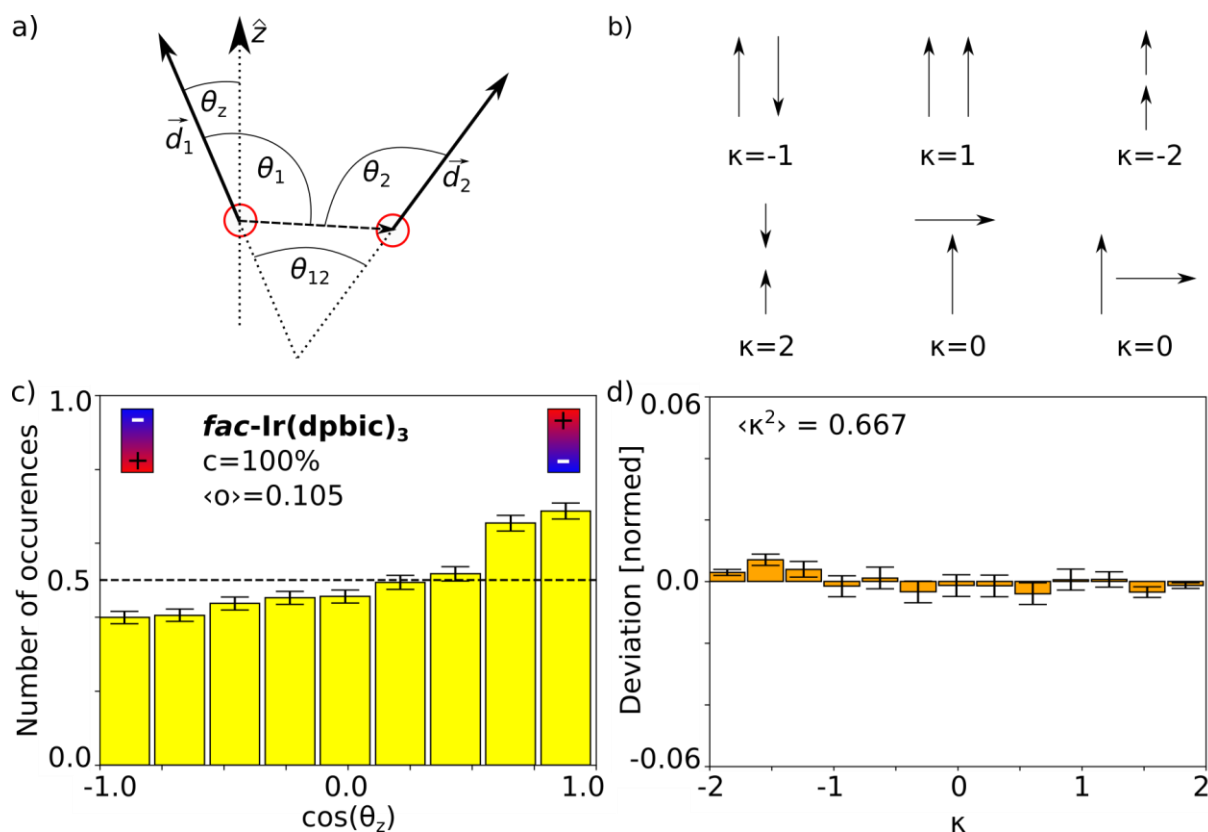 a)
ẑ
θz
d⃗1
θ1
θ2
d⃗2
θ12
b)
κ=-1
κ=1
κ=-2
κ=2
κ=0
κ=0
c)
1.0
0.5
0.0
Number of occurences
-
+
fac-Ir(dpbic)3
c=100%
‹o›=0.105
+
-
-1.0
0.0
1.0
cos(θz)
d)
0.06
0.0
-0.06
Deviation [normed]
‹κ²› = 0.667
-2
-1
0
1
2
κ